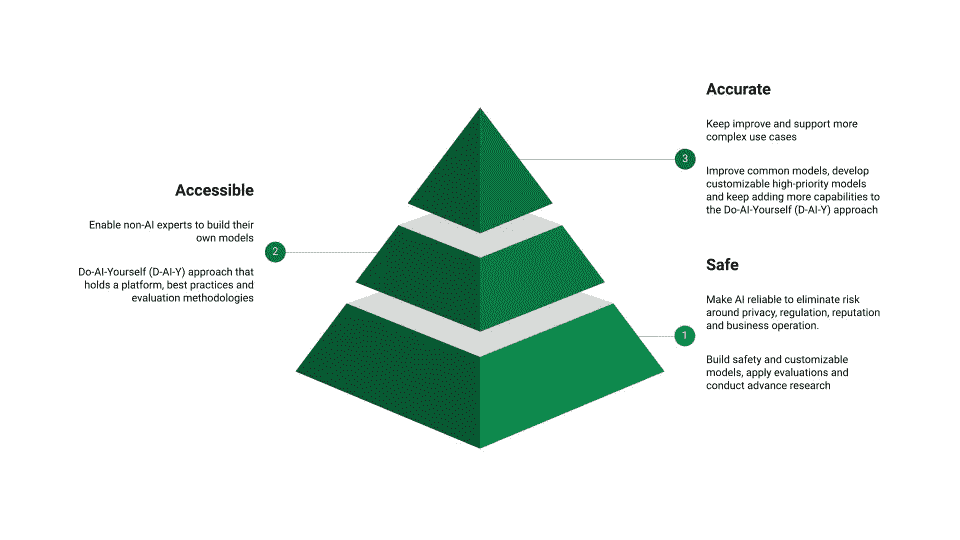 Accurate
Keep improve and support more
complex use cases
3
Improve common models, develop
customizable high-priority models
and keep adding more capabilities to
the Do-AI-Yourself (D-AI-Y) approach
Accessible
Enable non-AI experts to build their
own models
2
Do-AI-Yourself (D-AI-Y) approach that
holds a platform, best practices and
evaluation methodologies
Safe
Make AI reliable to eliminate risk
around privacy, regulation, reputation
and business operation.
1
Build safety and customizable
models, apply evaluations and
conduct advance research